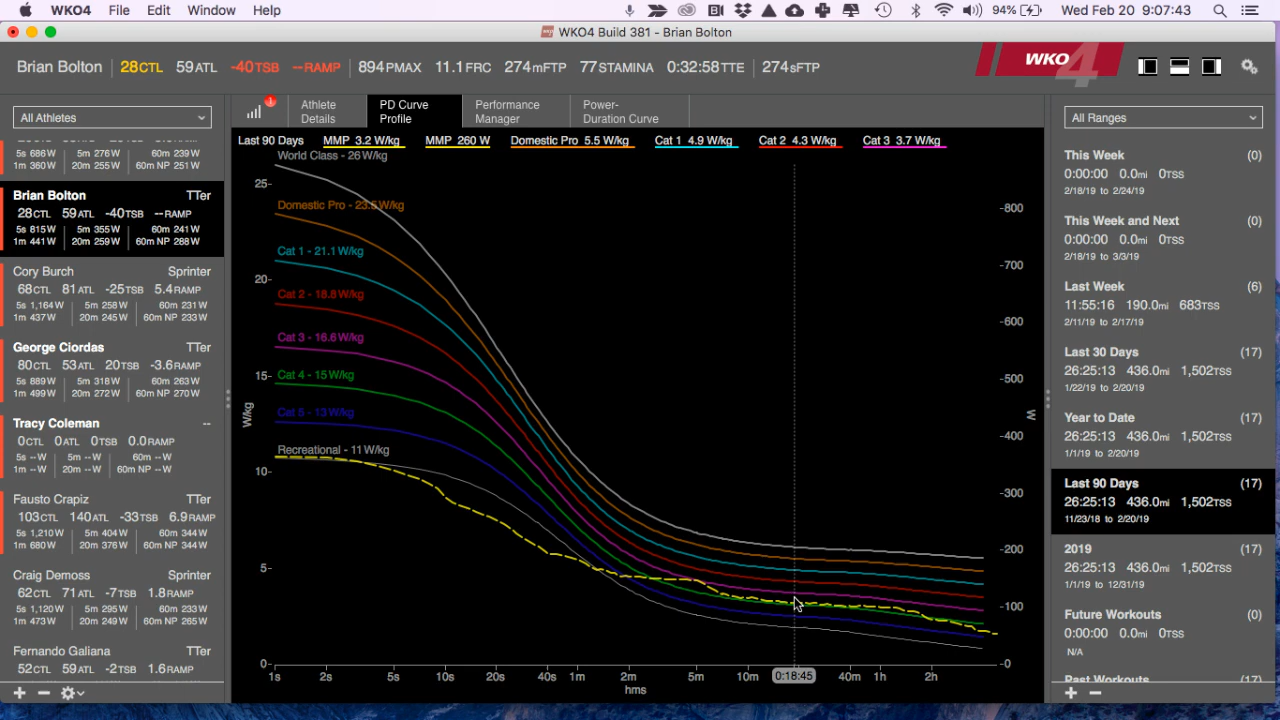 WKO4 File Edit Window Help 94% Wed Feb 20 9:07:43
WKO4 Build 381 - Brian Bolton
Brian Bolton 28CTL 59ATL -40TSB --RAMP 894PMAX 11.1FRC 274mFTP 77STAMINA 0:32:58TTE 274sFTP
WKO4
All Athletes
5s 686W 5m 276W 60m 239W
1m 360W 20m 255W 60m NP 251W
Brian Bolton TTer
28CTL 59ATL -40TSB --RAMP
5s 815W 5m 355W 60m 241W
1m 441W 20m 259W 60m NP 288W
Cory Burch Sprinter
68CTL 81ATL -25TSB 5.4RAMP
5s 1,164W 5m 258W 60m 231W
1m 437W 20m 245W 60m NP 233W
George Ciordas TTer
80CTL 53ATL 20TSB -3.6RAMP
5s 889W 5m 318W 60m 263W
1m 499W 20m 272W 60m NP 270W
Tracy Coleman --
0CTL 0ATL 0TSB 0.0RAMP
5s --W 5m --W 60m --W
1m --W 20m --W 60m NP --W
Fausto Crapiz TTer
103CTL 140ATL -33TSB 6.9RAMP
5s 1,210W 5m 404W 60m 344W
1m 680W 20m 376W 60m NP 344W
Craig Demoss Sprinter
62CTL 71ATL -7TSB 1.8RAMP
5s 1,120W 5m 295W 60m 233W
1m 473W 20m 249W 60m NP 265W
Fernando Galiana TTer
52CTL 59ATL -2TSB 1.6RAMP
1
Athlete Details
PD Curve Profile
Performance Manager
Power-Duration Curve
Last 90 Days MMP 3.2 W/kg MMP 260 W Domestic Pro 5.5 W/kg Cat 1 4.9 W/kg Cat 2 4.3 W/kg Cat 3 3.7 W/kg
World Class - 26W/kg
Domestic Pro - 23.5W/kg
Cat 1 - 21.1W/kg
Cat 2 - 18.8W/kg
Cat 3 - 16.6W/kg
Cat 4 - 15W/kg
Cat 5 - 13W/kg
Recreational - 11W/kg
25-
20-
15-
10-
5-
0-
W/kg
-800
-700
-600
-500
-400
-300
-200
-100
-0
W
1s 2s 5s 10s 20s 40s 1m 2m 5m 10m 0:18:45 40m 1h 2h
hms
All Ranges
This Week (0)
0:00:00 0.0mi 0TSS
2/18/19 to 2/24/19
This Week and Next (0)
0:00:00 0.0mi 0TSS
2/18/19 to 3/3/19
Last Week (6)
11:55:16 190.0mi 683TSS
2/11/19 to 2/17/19
Last 30 Days (17)
26:25:13 436.0mi 1,502TSS
1/22/19 to 2/20/19
Year to Date (17)
26:25:13 436.0mi 1,502TSS
1/1/19 to 2/20/19
Last 90 Days (17)
26:25:13 436.0mi 1,502TSS
11/23/18 to 2/20/19
2019 (17)
26:25:13 436.0mi 1,502TSS
1/1/19 to 12/31/19
Future Workouts (0)
0:00:00 0.0mi 0TSS
N/A
Past Workouts (17)